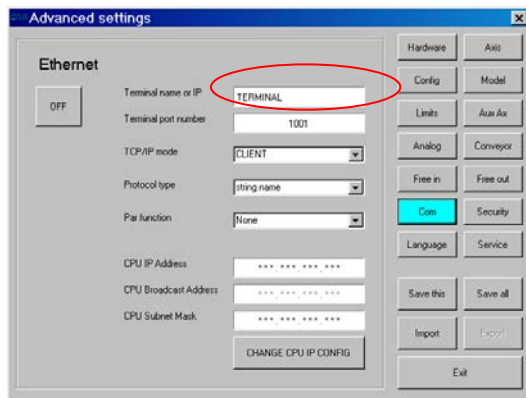 Advanced settings
Ethernet
OFF
Terminal name or IP
TERMINAL
Terminal port number
1001
TCP/IP mode
CLIENT
Protocol type
string name
Par function
None
CPU IP Address
***.***.***.***
CPU Broadcast Address
***.***.***.***
CPU Subnet Mask
***.***.***.***
CHANGE CPU IP CONFIG
Hardware
Axis
Config
Model
Limits
Aux Ax
Analog
Conveyor
Free in
Free out
Com
Security
Language
Service
Save this
Save all
Import
Export
Exit